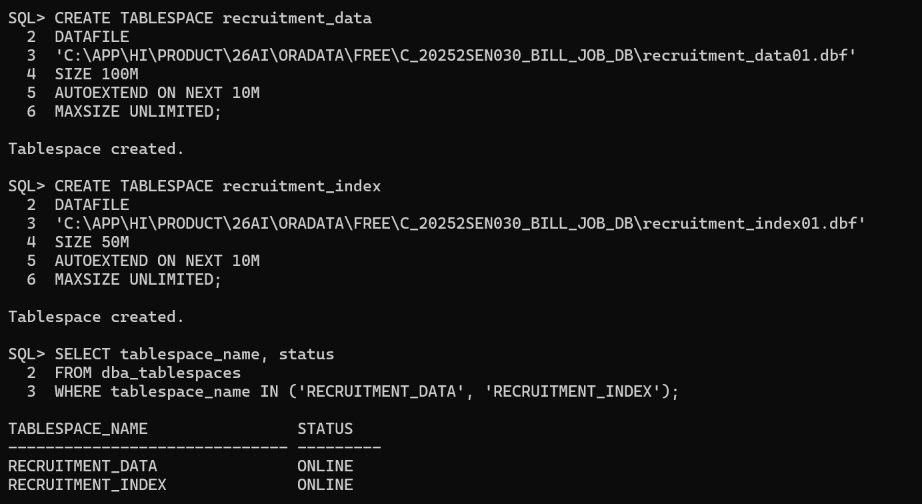 SQL> CREATE TABLESPACE recruitment_data
  2  DATAFILE
  3  'C:\APP\HI\PRODUCT\26AI\ORADATA\FREE\C_20252SEN030_BILL_JOB_DB\recruitment_data01.dbf'
  4  SIZE 100M
  5  AUTOEXTEND ON NEXT 10M
  6  MAXSIZE UNLIMITED;

Tablespace created.

SQL> CREATE TABLESPACE recruitment_index
  2  DATAFILE
  3  'C:\APP\HI\PRODUCT\26AI\ORADATA\FREE\C_20252SEN030_BILL_JOB_DB\recruitment_index01.dbf'
  4  SIZE 50M
  5  AUTOEXTEND ON NEXT 10M
  6  MAXSIZE UNLIMITED;

Tablespace created.

SQL> SELECT tablespace_name, status
  2  FROM dba_tablespaces
  3  WHERE tablespace_name IN ('RECRUITMENT_DATA', 'RECRUITMENT_INDEX');

TABLESPACE_NAME                STATUS
------------------------------ ---------
RECRUITMENT_DATA               ONLINE
RECRUITMENT_INDEX              ONLINE